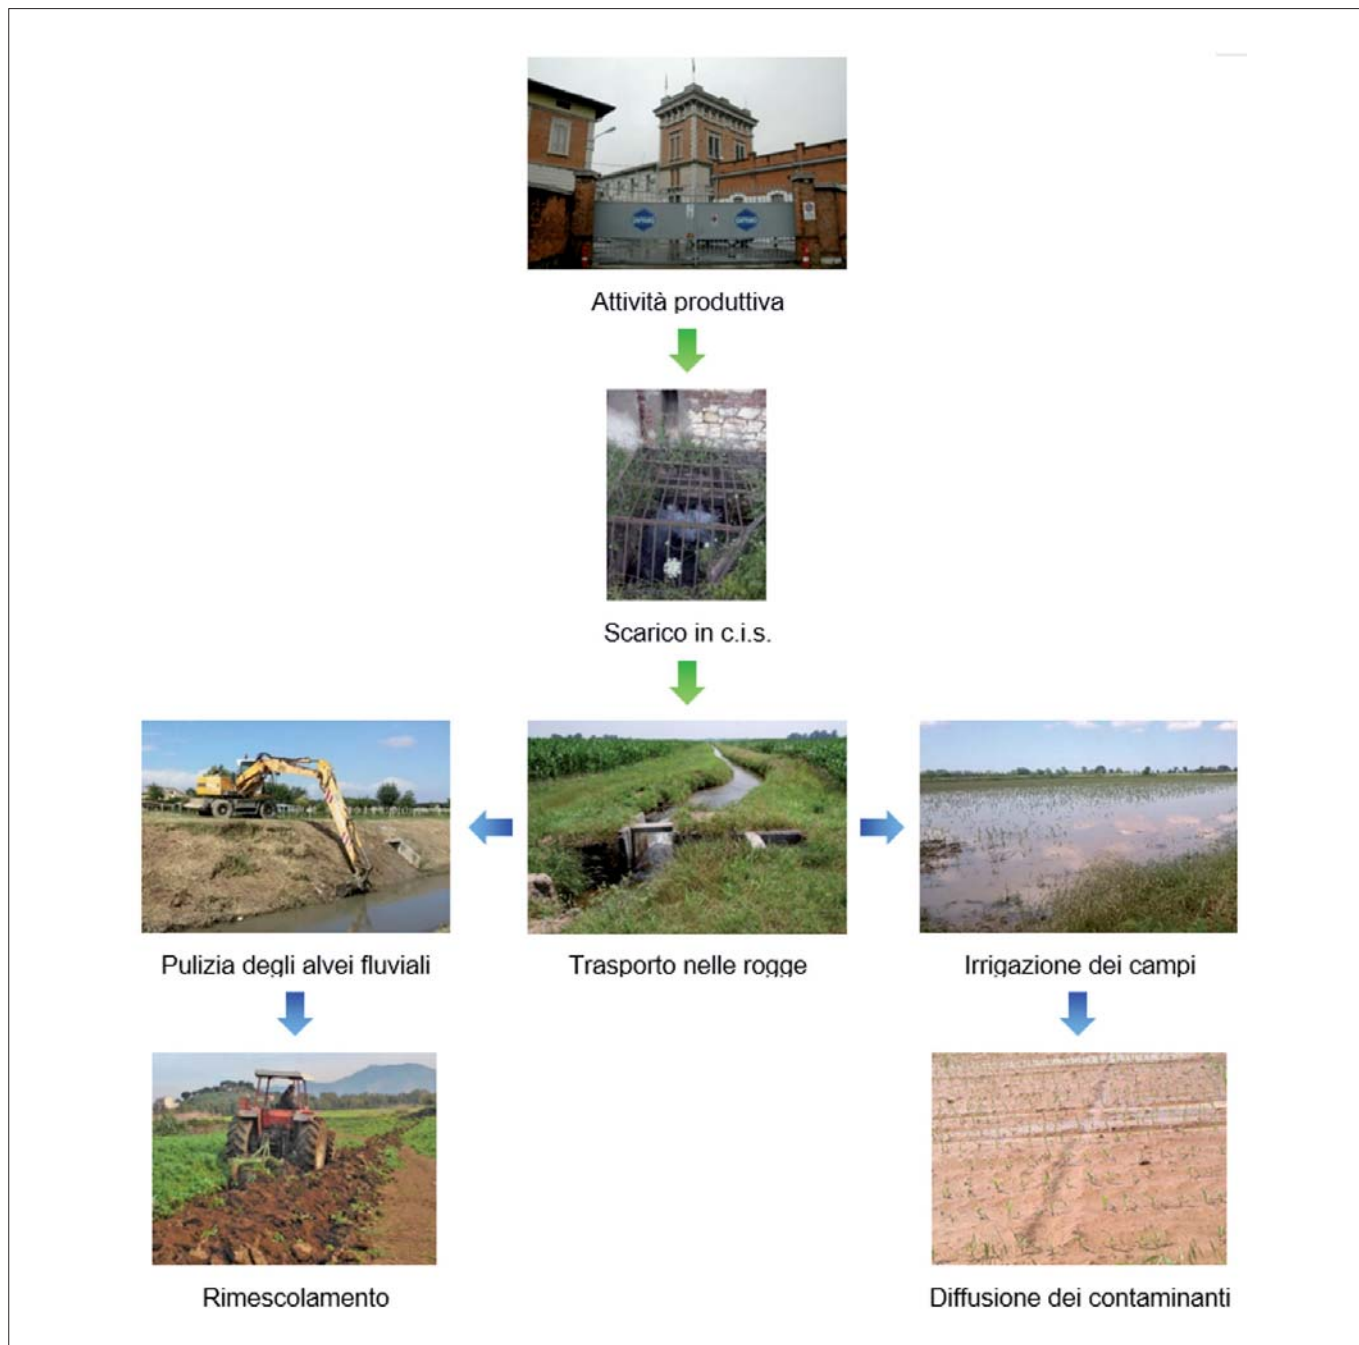 Attività produttiva
Scarico in c.i.s.
Pulizia degli alvei fluviali
Trasporto nelle rogge
Irrigazione dei campi
Rimescolamento
Diffusione dei contaminanti